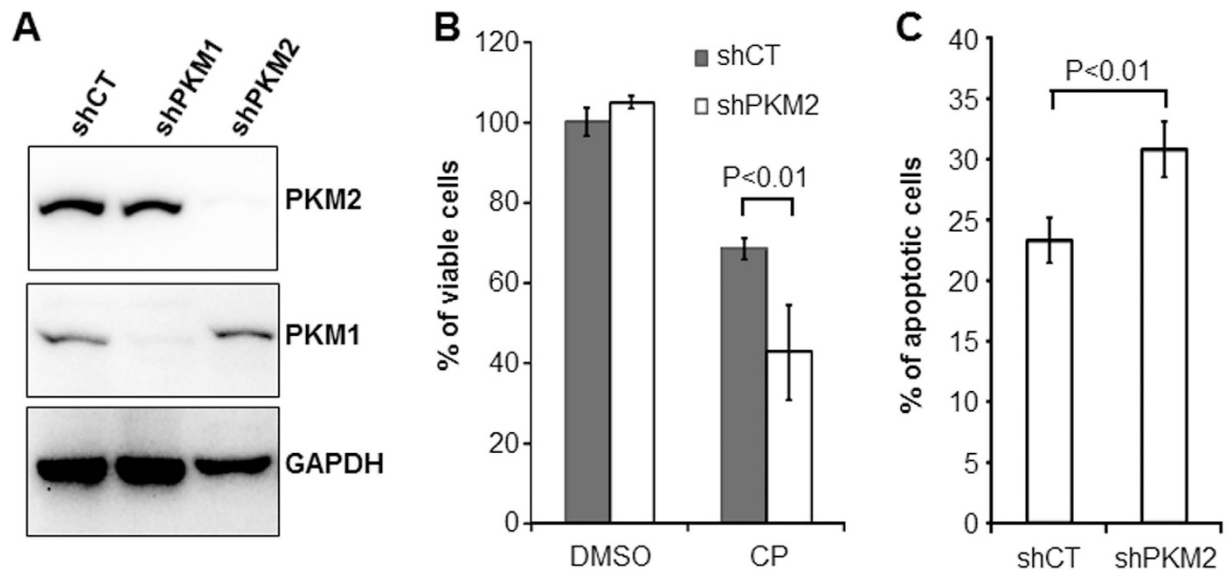 A
shCT
shPKM1
shPKM2
PKM2
PKM1
GAPDH
B
% of viable cells
120
100
80
60
40
20
0
shCT
shPKM2
P<0.01
DMSO
CP
C
% of apoptotic cells
40
35
30
25
20
15
10
5
0
P<0.01
shCT
shPKM2